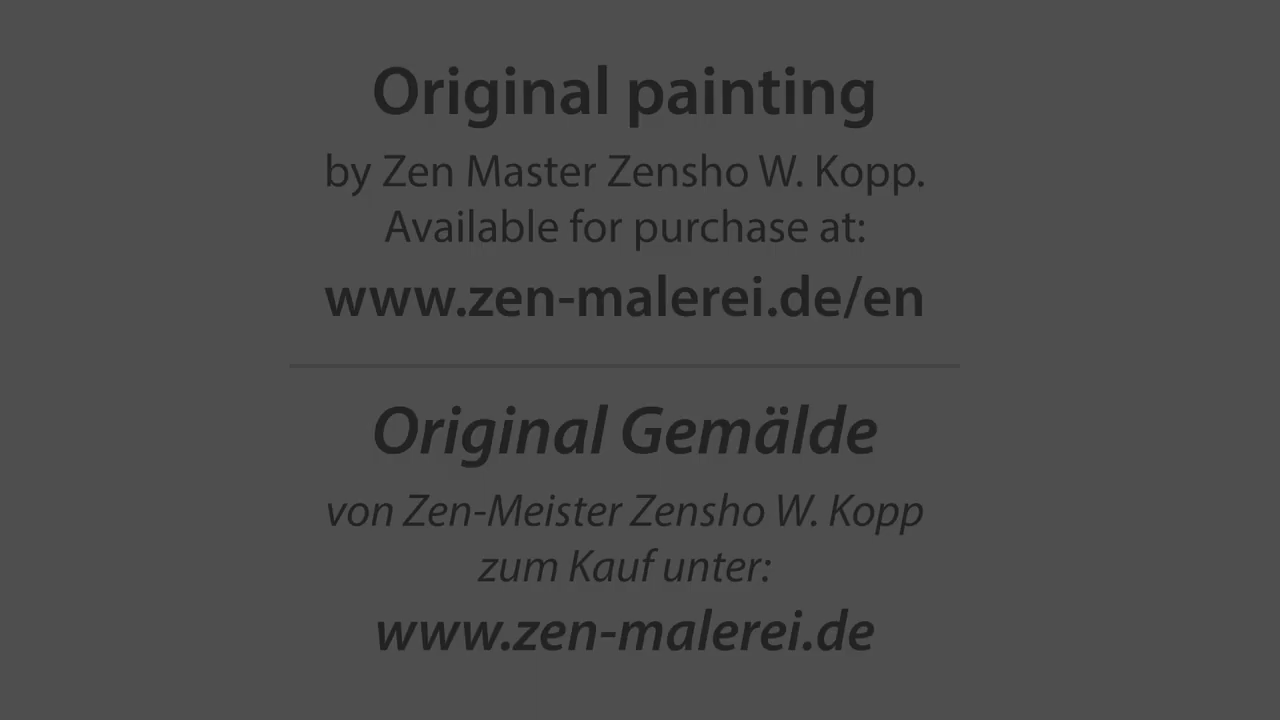 Original painting
by Zen Master Zensho W. Kopp.
Available for purchase at:
www.zen-malerei.de/en
Original Gemälde
von Zen-Meister Zensho W. Kopp
zum Kauf unter:
www.zen-malerei.de